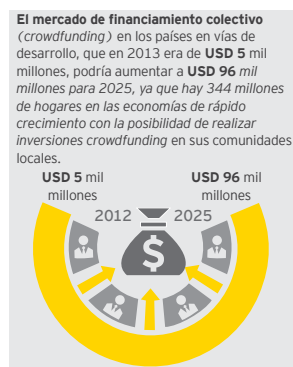 El mercado de financiamiento colectivo
(crowdfunding) en los países en vías de
desarrollo, que en 2013 era de USD 5 mil
millones, podría aumentar a USD 96 mil
millones para 2025, ya que hay 344 millones
de hogares en las economías de rápido
crecimiento con la posibilidad de realizar
inversiones crowdfunding en sus comunidades
locales.
USD 5 mil
millones
USD 96 mil
millones
2012
2025
$